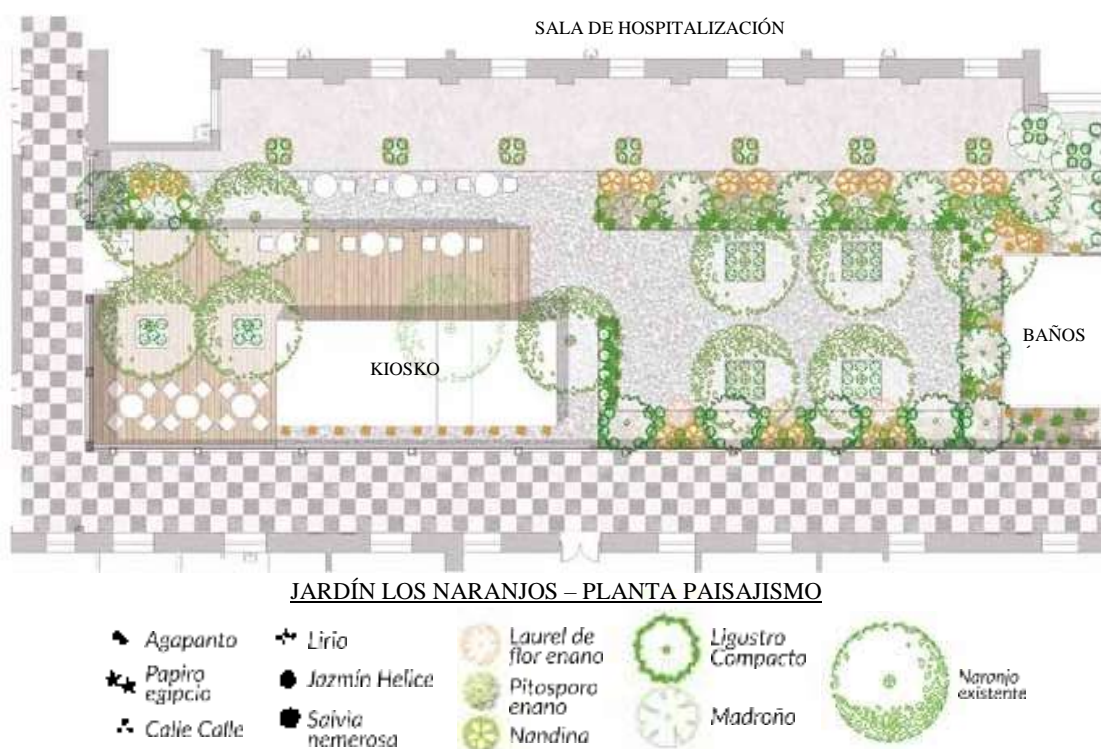 SALA DE HOSPITALIZACIÓN
BAÑOS
KIOSKO
JARDÍN LOS NARANJOS – PLANTA PAISAJISMO
Agapanto
Papiro
egipcio
Calle Calle
Lirio
Jazmín Helice
Salvia
nemerosa
Laurel de
flor enano
Pitosporo
enano
Nandina
Ligustro
Compacto
Madroño
Naranjo
existente